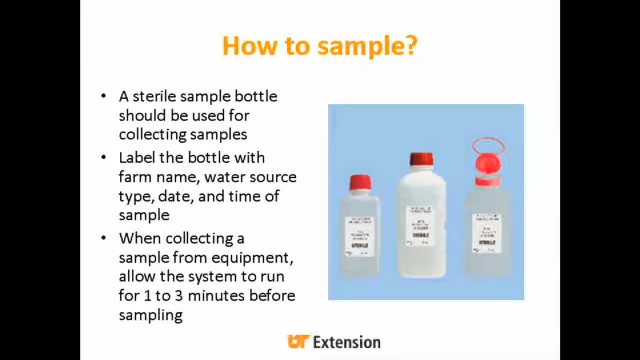 How to sample?
• A sterile sample bottle
should be used for
collecting samples
• Label the bottle with
farm name, water source
type, date, and time of
sample
• When collecting a
sample from equipment,
allow the system to run
for 1 to 3 minutes before
sampling
STERILE
STERILE
STERILE
UT Extension